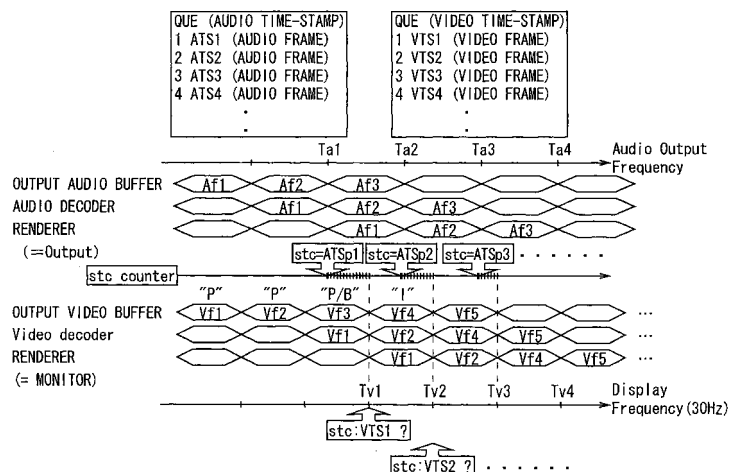 QUE (AUDIO TIME-STAMP)
1 ATS1 (AUDIO FRAME)
2 ATS2 (AUDIO FRAME)
3 ATS3 (AUDIO FRAME)
4 ATS4 (AUDIO FRAME)
.
.
QUE (VIDEO TIME-STAMP)
1 VTS1 (VIDEO FRAME)
2 VTS2 (VIDEO FRAME)
3 VTS3 (VIDEO FRAME)
4 VTS4 (VIDEO FRAME)
.
.
Ta1 Ta2 Ta3 Ta4 Audio Output
Frequency
OUTPUT AUDIO BUFFER Af1 Af2 Af3
AUDIO DECODER Af1 Af2 Af3
RENDERER Af1 Af2 Af3
(=Output)
stc=ATSp1 stc=ATSp2 stc=ATSp3 . . . . . .
stc counter
"P" "P" "P/B" "I"
OUTPUT VIDEO BUFFER Vf1 Vf2 Vf3 Vf4 Vf5 ...
Video decoder Vf1 Vf2 Vf4 Vf5 ...
RENDERER Vf1 Vf2 Vf4 Vf5 ...
(= MONITOR)
Tv1 Tv2 Tv3 Tv4 Display
Frequency(30Hz)
stc:VTS1 ?
stc:VTS2 ? . . . . . .